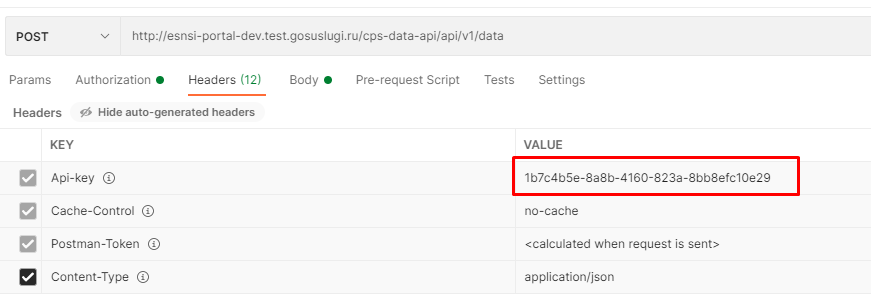 POST http://esnsi-portal-dev.test.gosuslugi.ru/cps-data-api/api/v1/data
Params Authorization Headers (12) Body Pre-request Script Tests Settings
Headers Hide auto-generated headers
KEY VALUE
Api-key 1b7c4b5e-8a8b-4160-823a-8bb8efc10e29
Cache-Control no-cache
Postman-Token <calculated when request is sent>
Content-Type application/json